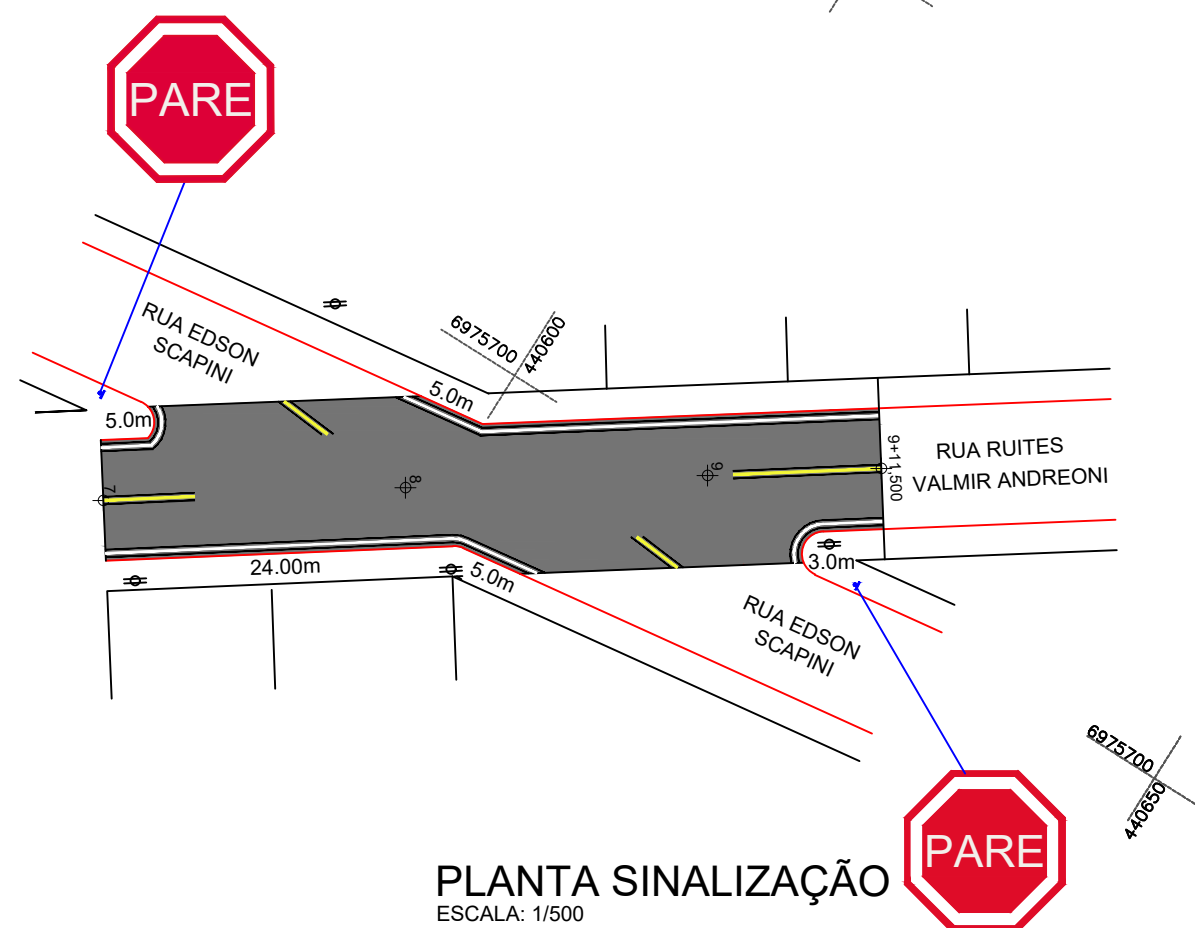 PARE
RUA EDSON
SCAPINI
6975700
440600
5.0m
5.0m
7
8
9
9+11,500
RUA RUITES
VALMIR ANDREONI
24.00m
5.0m
3.0m
RUA EDSON
SCAPINI
6975700
440650
PARE
PLANTA SINALIZAÇÃO
ESCALA: 1/500